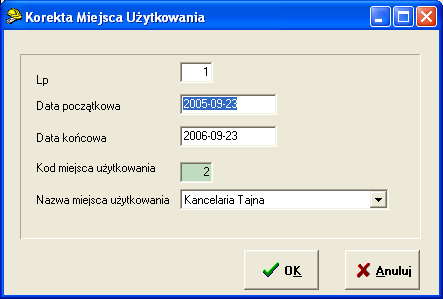 Korekta Miejsca Użytkowania
Lp 1
Data początkowa 2005-09-23
Data końcowa 2006-09-23
Kod miejsca użytkowania 2
Nazwa miejsca użytkowania Kancelaria Tajna
OK Anuluj